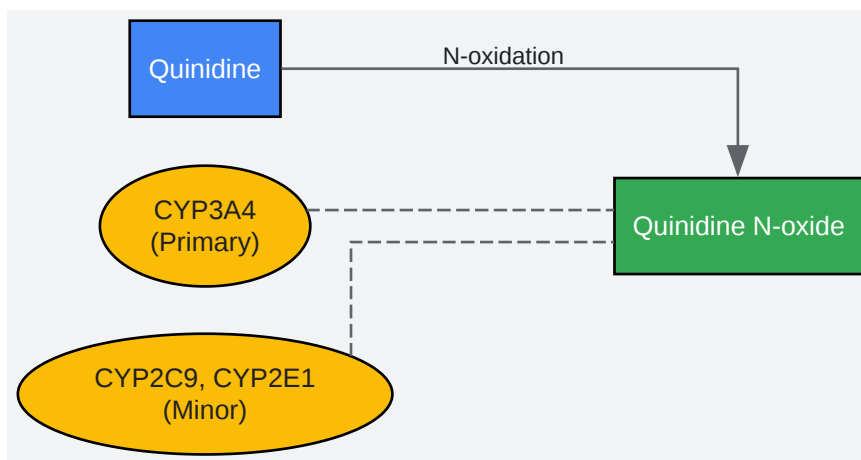 Quinidine
N-oxidation
CYP3A4
(Primary)
Quinidine N-oxide
CYP2C9, CYP2E1
(Minor)